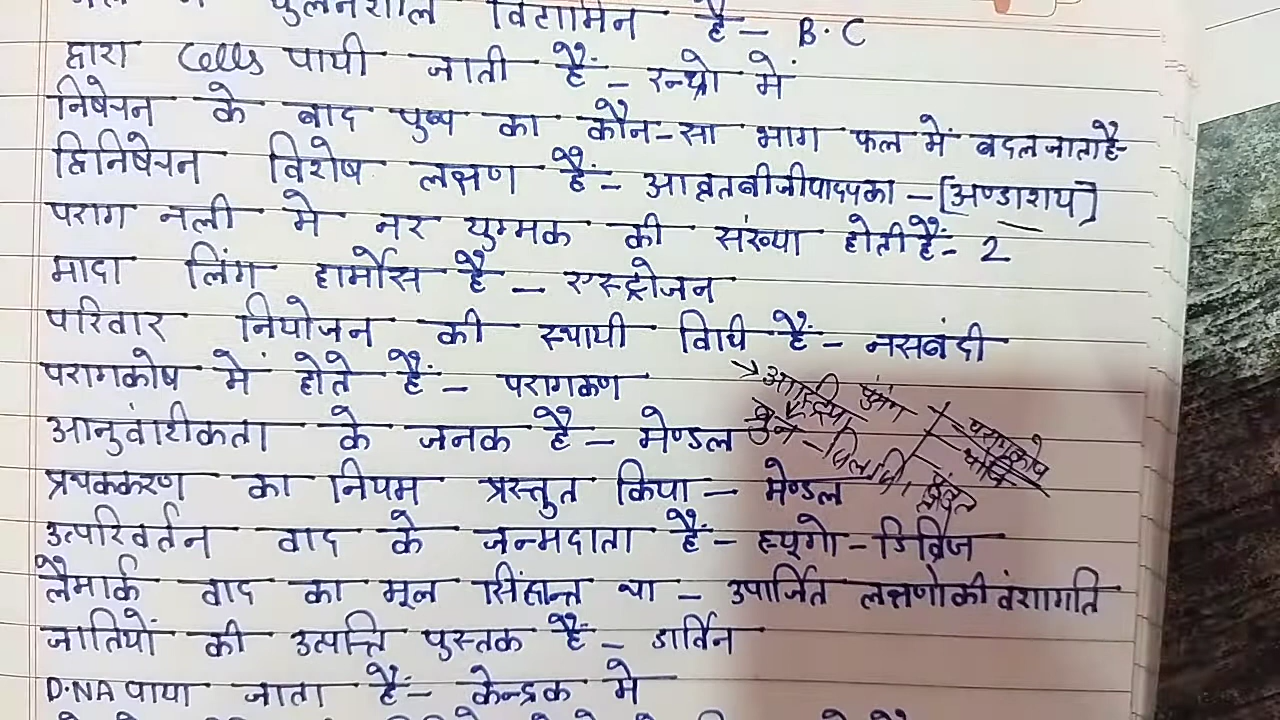 में घुलनशील विटामिन है - B.C
द्वारा Cells पायी जाती हैं - रन्ध्रो में
निषेचन के बाद पुष्प का कौन-सा भाग फल में बदल जाता है-
द्विनिषेचन विशेष लक्षण हैं - आवृतबीजीपादपका - [अण्डाशय]
पराग नली मे नर युग्मक की संख्या होती हैं - 2
मादा लिंग हार्मोस है - एस्ट्रोजन
परिवार नियोजन की स्थायी विधि हैं - नसबंदी
परागकोष में होते हैं - परागकण
आनुवांशीकता के जनक है - मेण्डल
प्रथककरण का नियम प्रस्तुत किया - मेण्डल
उत्परिवर्तन वाद के जन्मदाता हैं - ह्यूगो - डिव्रिज
लैमार्क वाद का मूल सिंद्धान्त था - उपार्जित लक्षणो की वंशागति
जातियों की उत्पत्ति पुस्तक हैं - डार्विन
D.NA पाया जाता हैं - केन्द्रक मे